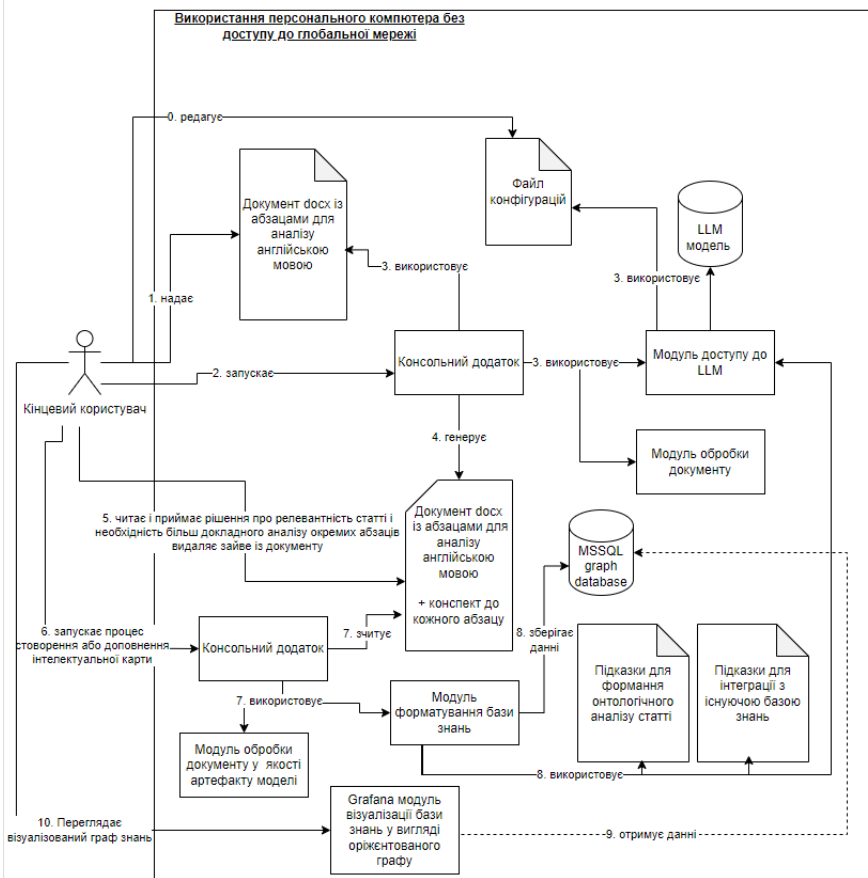 Використання персонального компютера без
доступу до глобальної мережі
0. редагує
Файл
конфігурацій
Документ docx із
абзацами для
аналізу
англійською
мовою
LLM
модель
3. використовує
3. використовує
1. надає
Консольний додаток
3. використовує
Модуль доступу до
LLM
2. запускає
Кінцевий користувач
4. генерує
Модуль обробки
документу
5. читає і приймає рішення про релевантність статті і
необхідність більш докладного аналізу окремих абзаців
видаляє зайве із документу
Документ docx
із абзацами для
аналізу
англійською
мовою
+ конспект до
кожного абзацу
MSSQL
graph
database
6. запускає процес
стоворення або доповнення
інтелектуальної карти
Консольний додаток
7. зчитує
8. зберігає
данні
Підказки для
формання
онтологічного
аналізу статті
Підказки для
інтеграції з
існуючою базою
знань
7. використовує
Модуль
форматування бази
знань
Модуль обробки
документу у якості
артефакту моделі
8. використовує
Grafana модуль
візуалізації бази
знань у вигляді
оріжентованого
графу
10. Переглядає
візуалізований граф знань
9. отримує данні